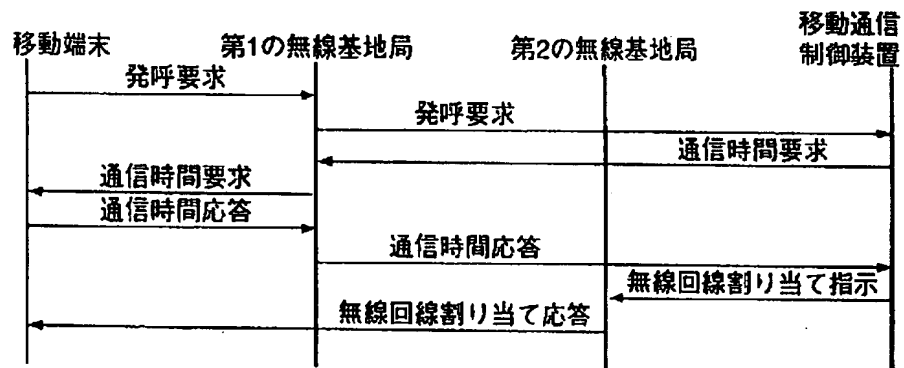 移動端末
第1の無線基地局
第2の無線基地局
移動通信
制御装置
発呼要求
発呼要求
通信時間要求
通信時間要求
通信時間応答
通信時間応答
無線回線割り当て指示
無線回線割り当て応答